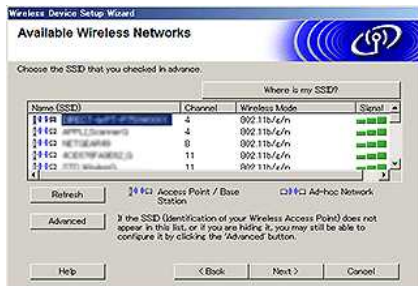 Wireless Device Setup Wizard
Available Wireless Networks
Choose the SSID that you checked in advance.
Where is my SSID?
Name (SSID) Channel Wireless Mode Signal
4 802.11b/g/n
4 802.11b/g/n
8 802.11b/g/n
11 802.11b/g/n
11 802.11b/g/n
Refresh
Access Point / Base Station
Ad-hoc Network
Advanced
If the SSID (Identification of your Wireless Access Point) does not
appear in this list, or if you are hiding it, you may still be able to
configure it by clicking the 'Advanced' button.
Help
< Back
Next >
Cancel